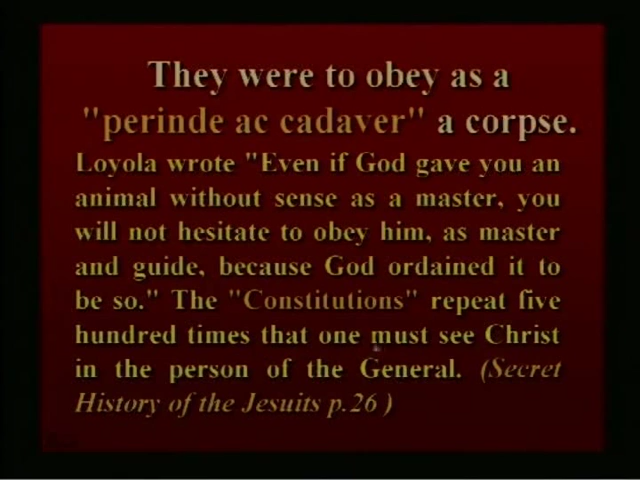 They were to obey as a
"perinde ac cadaver" a corpse.
Loyola wrote "Even if God gave you an
animal without sense as a master, you
will not hesitate to obey him, as master
and guide, because God ordained it to
be so." The "Constitutions" repeat five
hundred times that one must see Christ
in the person of the General. (Secret
History of the Jesuits p.26 )